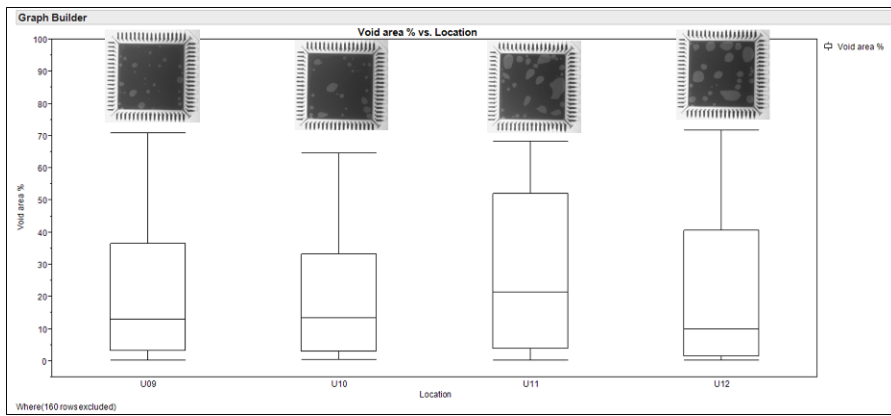 Graph Builder
Void area % vs. Location
100
90
80
70
60
50
40
30
20
10
0
Void area %
U09 U10 U11 U12
Location
Void area %
Where(160 rows excluded)